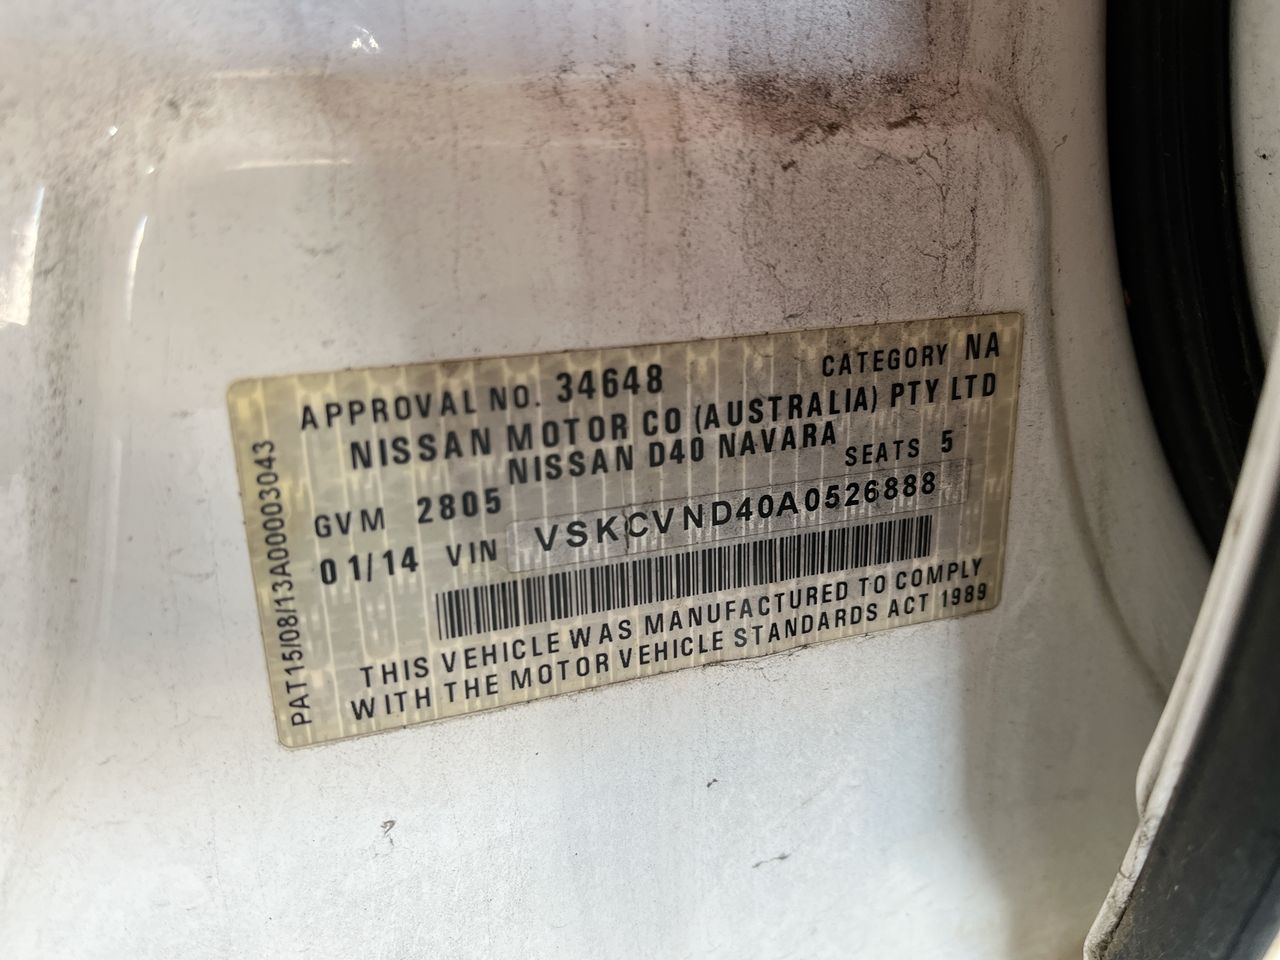 APPROVAL NO. 34648 CATEGORY NA
NISSAN MOTOR CO (AUSTRALIA) PTY LTD
NISSAN D40 NAVARA
GVM 2805 SEATS 5
01/14 VIN VSKCVND40A0526888
THIS VEHICLE WAS MANUFACTURED TO COMPLY
WITH THE MOTOR VEHICLE STANDARDS ACT 1989
PAT15/08/13A00003043